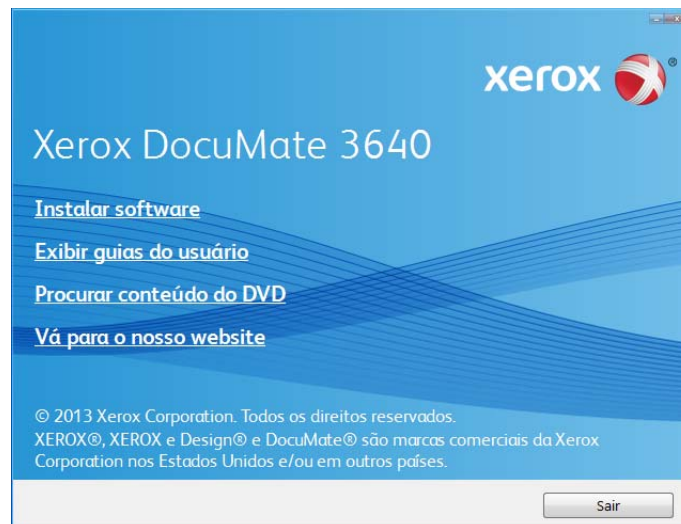 xerox ®
Xerox DocuMate 3640
Instalar software
Exibir guias do usuário
Procurar conteúdo do DVD
Vá para o nosso website
© 2013 Xerox Corporation. Todos os direitos reservados.
XEROX®, XEROX e Design® e DocuMate® são marcas comerciais da Xerox
Corporation nos Estados Unidos e/ou em outros países.
Sair